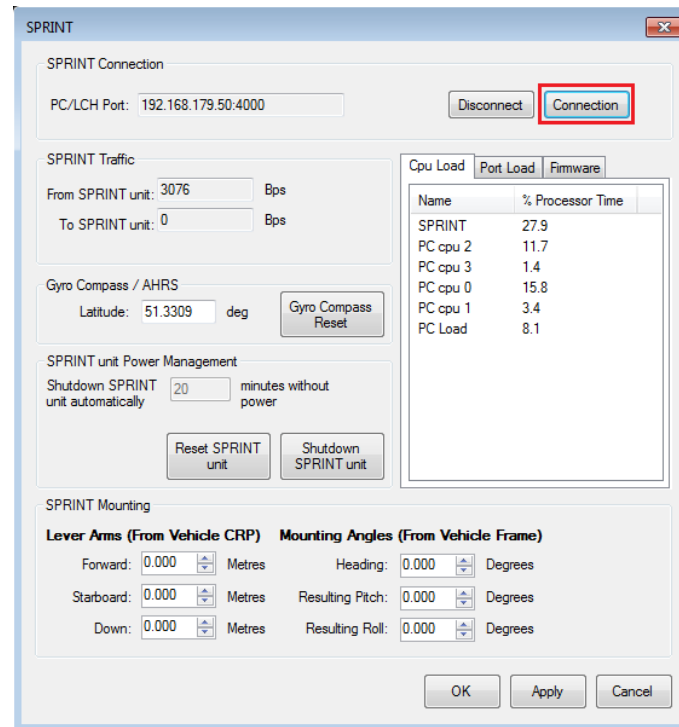 SPRINT
SPRINT Connection
PC/LCH Port: 192.168.179.50:4000 Disconnect Connection
SPRINT Traffic
From SPRINT unit: 3076 Bps
To SPRINT unit: 0 Bps
Gyro Compass / AHRS
Latitude: 51.3309 deg Gyro Compass
Reset
SPRINT unit Power Management
Shutdown SPRINT 20 minutes without
unit automatically power
Reset SPRINT
unit
Shutdown
SPRINT unit
Cpu Load Port Load Firmware
Name % Processor Time
SPRINT 27.9
PC cpu 2 11.7
PC cpu 3 1.4
PC cpu 0 15.8
PC cpu 1 3.4
PC Load 8.1
SPRINT Mounting
Lever Arms (From Vehicle CRP) Mounting Angles (From Vehicle Frame)
Forward: 0.000 Metres Heading: 0.000 Degrees
Starboard: 0.000 Metres Resulting Pitch: 0.000 Degrees
Down: 0.000 Metres Resulting Roll: 0.000 Degrees
OK Apply Cancel